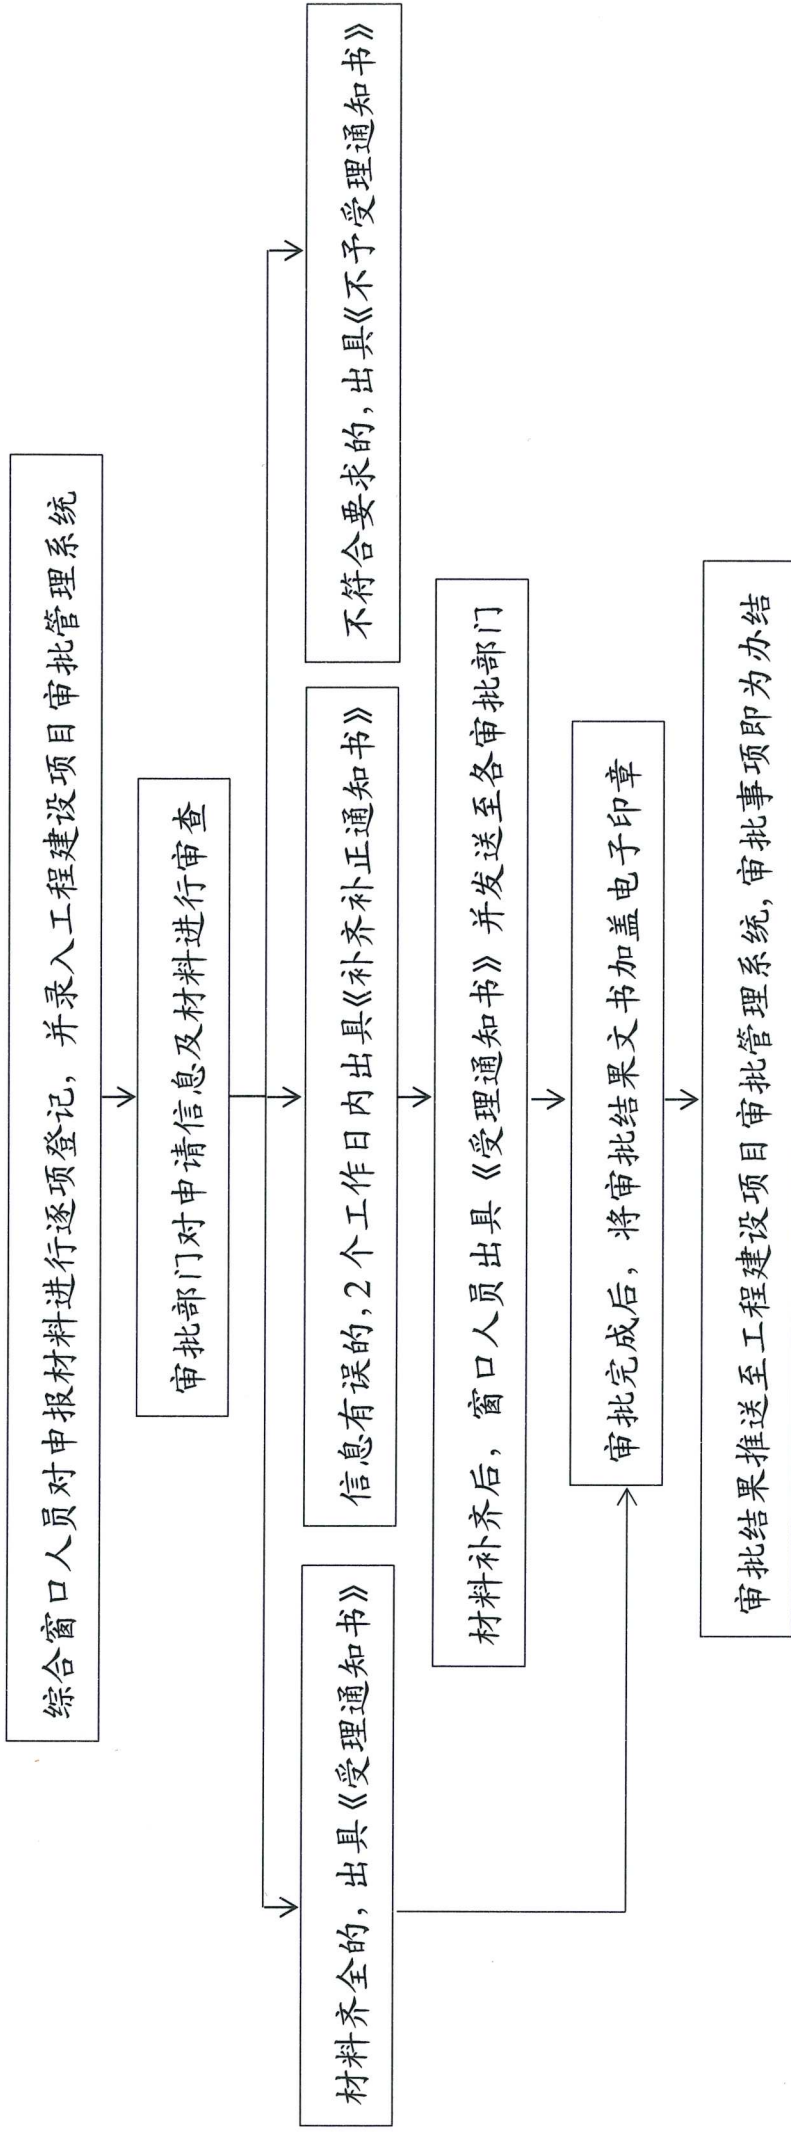 综合窗口人员对申报材料进行逐项登记，并录入工程建设项目审批管理系统
审批部门对申请信息及材料进行审查
材料齐全的，出具《受理通知书》
信息有误的，2个工作日内出具《补齐补正通知书》
不符合要求的，出具《不予受理通知书》
材料补齐后，窗口人员出具《受理通知书》并发送至各审批部门
审批完成后，将审批结果文书加盖电子印章
审批结果推送至工程建设项目审批管理系统，审批事项即为办结